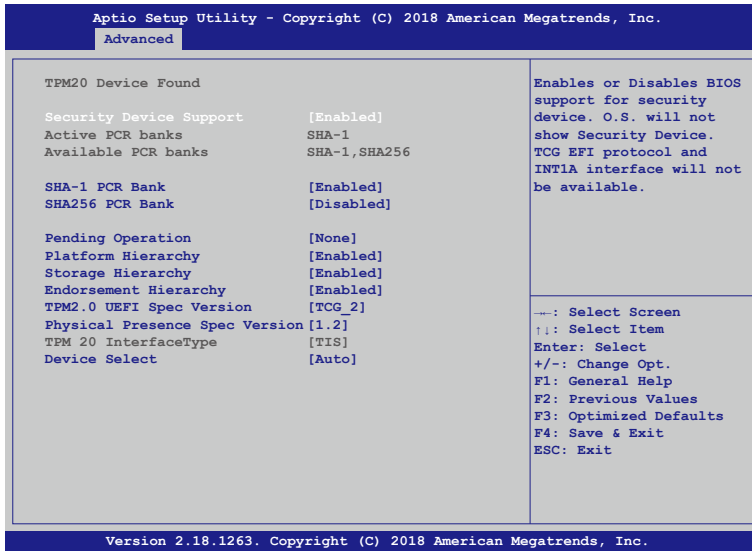 Aptio Setup Utility - Copyright (C) 2018 American Megatrends, Inc.
Advanced
TPM20 Device Found
Security Device Support [Enabled]
Active PCR banks SHA-1
Available PCR banks SHA-1,SHA256
SHA-1 PCR Bank [Enabled]
SHA256 PCR Bank [Disabled]
Pending Operation [None]
Platform Hierarchy [Enabled]
Storage Hierarchy [Enabled]
Endorsement Hierarchy [Enabled]
TPM2.0 UEFI Spec Version [TCG_2]
Physical Presence Spec Version [1.2]
TPM 20 InterfaceType [TIS]
Device Select [Auto]
Enables or Disables BIOS
support for security
device. O.S. will not
show Security Device.
TCG EFI protocol and
INT1A interface will not
be available.
→←: Select Screen
↑↓: Select Item
Enter: Select
+/-: Change Opt.
F1: General Help
F2: Previous Values
F3: Optimized Defaults
F4: Save & Exit
ESC: Exit
Version 2.18.1263. Copyright (C) 2018 American Megatrends, Inc.